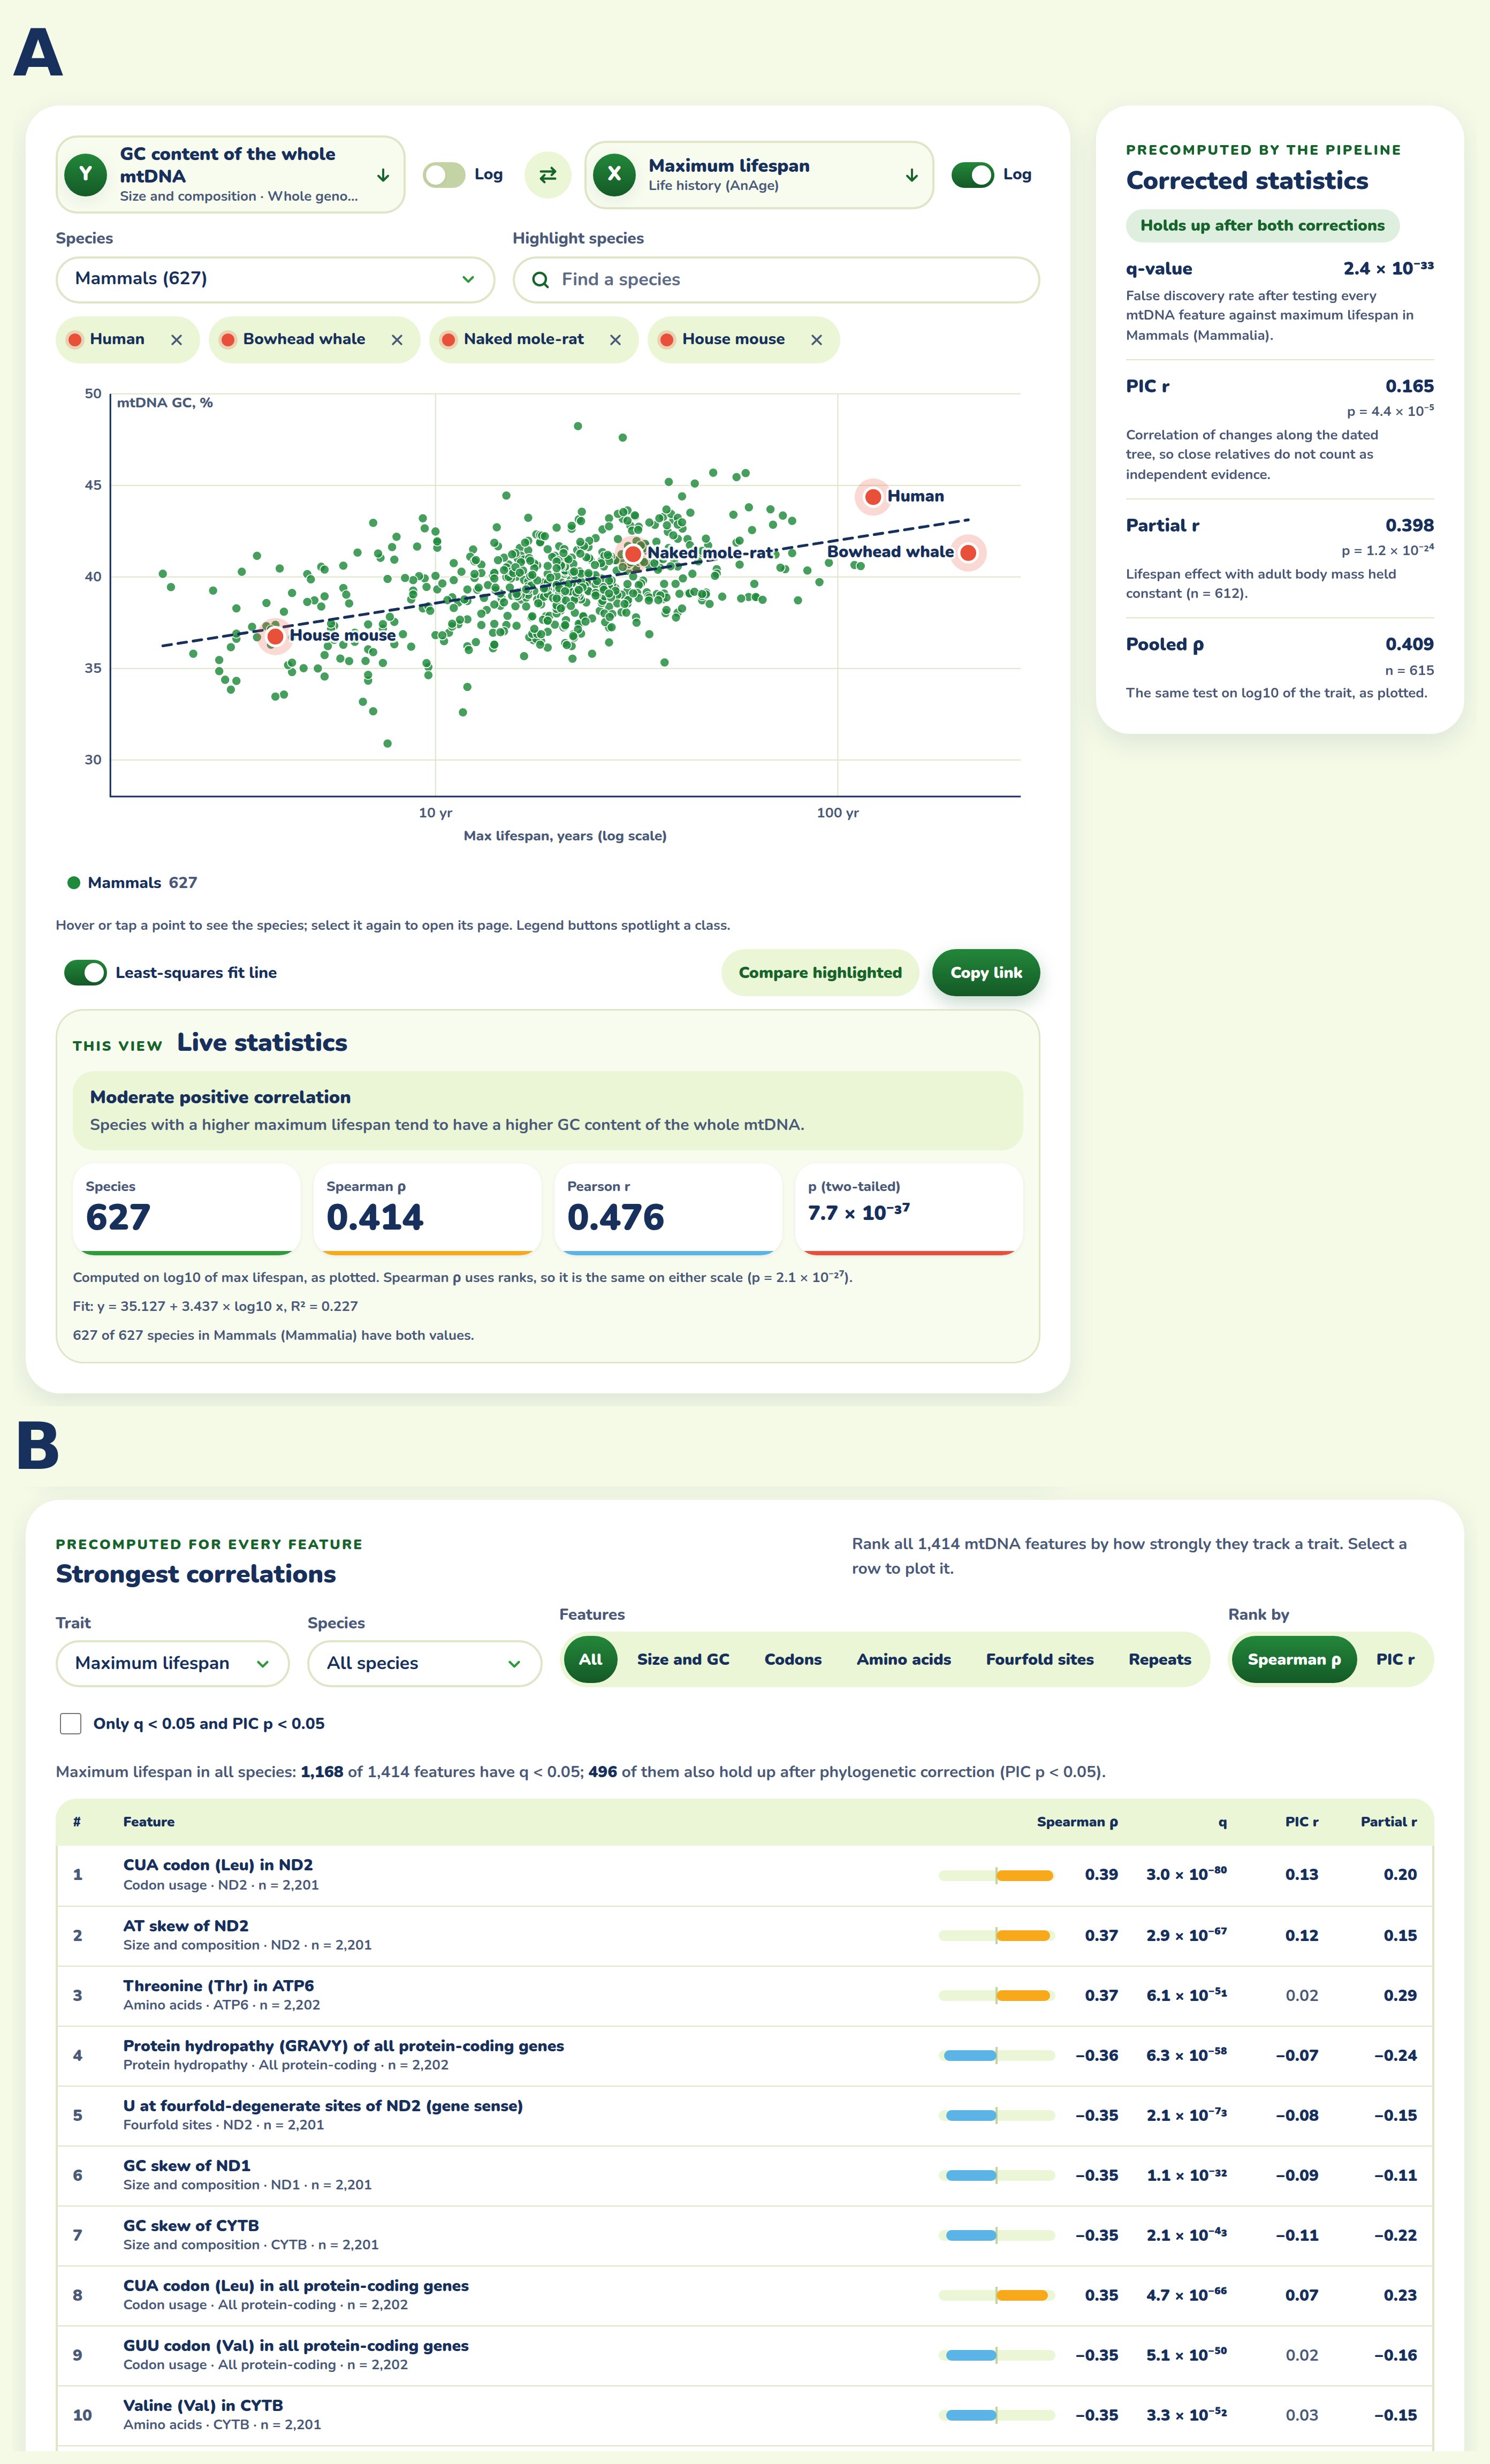 A
Y
GC content of the whole
mtDNA
Size and composition · Whole geno...
Log
X
Maximum lifespan
Life history (AnAge)
Log
Species
Mammals (627)
Highlight species
Find a species
Human
Bowhead whale
Naked mole-rat
House mouse
50
mtDNA GC, %
45
Human
Naked mole-rat
Bowhead whale
40
House mouse
35
30
10 yr
100 yr
Max lifespan, years (log scale)
Mammals 627
Hover or tap a point to see the species; select it again to open its page. Legend buttons spotlight a class.
Least-squares fit line
Compare highlighted
Copy link
THIS VIEW Live statistics
Moderate positive correlation
Species with a higher maximum lifespan tend to have a higher GC content of the whole mtDNA.
Species
627
Spearman ρ
0.414
Pearson r
0.476
p (two-tailed)
7.7 × 10⁻³⁷
Computed on log10 of max lifespan, as plotted. Spearman ρ uses ranks, so it is the same on either scale (p = 2.1 × 10⁻²⁷).
Fit: y = 35.127 + 3.437 × log10 x, R² = 0.227
627 of 627 species in Mammals (Mammalia) have both values.
PRECOMPUTED BY THE PIPELINE
Corrected statistics
Holds up after both corrections
q-value 2.4 × 10⁻³³
False discovery rate after testing every
mtDNA feature against maximum lifespan in
Mammals (Mammalia).
PIC r 0.165
p = 4.4 × 10⁻⁵
Correlation of changes along the dated
tree, so close relatives do not count as
independent evidence.
Partial r 0.398
p = 1.2 × 10⁻²⁴
Lifespan effect with adult body mass held
constant (n = 612).
Pooled ρ 0.409
n = 615
The same test on log10 of the trait, as plotted.
B
PRECOMPUTED FOR EVERY FEATURE
Strongest correlations
Rank all 1,414 mtDNA features by how strongly they track a trait. Select a
row to plot it.
Trait
Maximum lifespan
Species
All species
Features
All Size and GC Codons Amino acids Fourfold sites Repeats
Rank by
Spearman ρ PIC r
Only q < 0.05 and PIC p < 0.05
Maximum lifespan in all species: 1,168 of 1,414 features have q < 0.05; 496 of them also hold up after phylogenetic correction (PIC p < 0.05).
# Feature Spearman ρ q PIC r Partial r
1 CUA codon (Leu) in ND2 0.39 3.0 × 10⁻⁸⁰ 0.13 0.20
Codon usage · ND2 · n = 2,201
2 AT skew of ND2 0.37 2.9 × 10⁻⁶⁷ 0.12 0.15
Size and composition · ND2 · n = 2,201
3 Threonine (Thr) in ATP6 0.37 6.1 × 10⁻⁵¹ 0.02 0.29
Amino acids · ATP6 · n = 2,202
4 Protein hydropathy (GRAVY) of all protein-coding genes −0.36 6.3 × 10⁻⁵⁸ −0.07 −0.24
Protein hydropathy · All protein-coding · n = 2,202
5 U at fourfold-degenerate sites of ND2 (gene sense) −0.35 2.1 × 10⁻⁷³ −0.08 −0.15
Fourfold sites · ND2 · n = 2,201
6 GC skew of ND1 −0.35 1.1 × 10⁻³² −0.09 −0.11
Size and composition · ND1 · n = 2,201
7 GC skew of CYTB −0.35 2.1 × 10⁻⁴³ −0.11 −0.22
Size and composition · CYTB · n = 2,201
8 CUA codon (Leu) in all protein-coding genes 0.35 4.7 × 10⁻⁶⁶ 0.07 0.23
Codon usage · All protein-coding · n = 2,202
9 GUU codon (Val) in all protein-coding genes −0.35 5.1 × 10⁻⁵⁰ 0.02 −0.16
Codon usage · All protein-coding · n = 2,202
10 Valine (Val) in CYTB −0.35 3.3 × 10⁻⁵² 0.03 −0.15
Amino acids · CYTB · n = 2,201